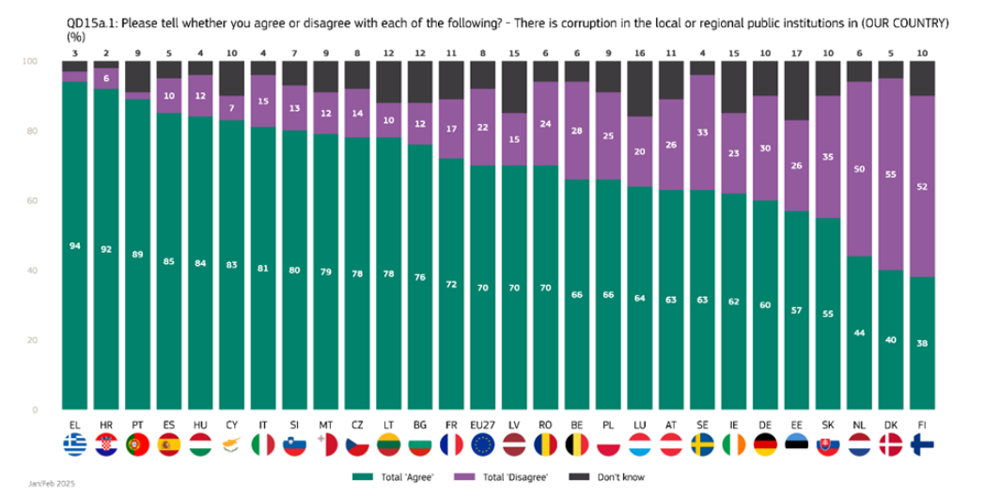 QD15a.1: Please tell whether you agree or disagree with each of the following? - There is corruption in the local or regional public institutions in (OUR COUNTRY)
(%)
3 2 9 5 4 10 4 7 9 8 12 12 11 8 15 6 6 9 16 11 4 15 10 17 10 6 5 10
100
80
60
40
20
0
6 10 12 7 15 13 12 14 10 12 17 22 15 24 28 25 20 26 33 23 30 26 35 50 55 52
94 92 89 85 84 83 81 80 79 78 78 76 72 70 70 70 66 66 64 63 63 62 60 57 55 44 40 38
EL HR PT ES HU CY IT SI MT CZ LT BG FR EU27 LV RO BE PL LU AT SE IE DE EE SK NL DK FI
Total 'Agree' Total 'Disagree' Don't know
Jan/Feb 2025